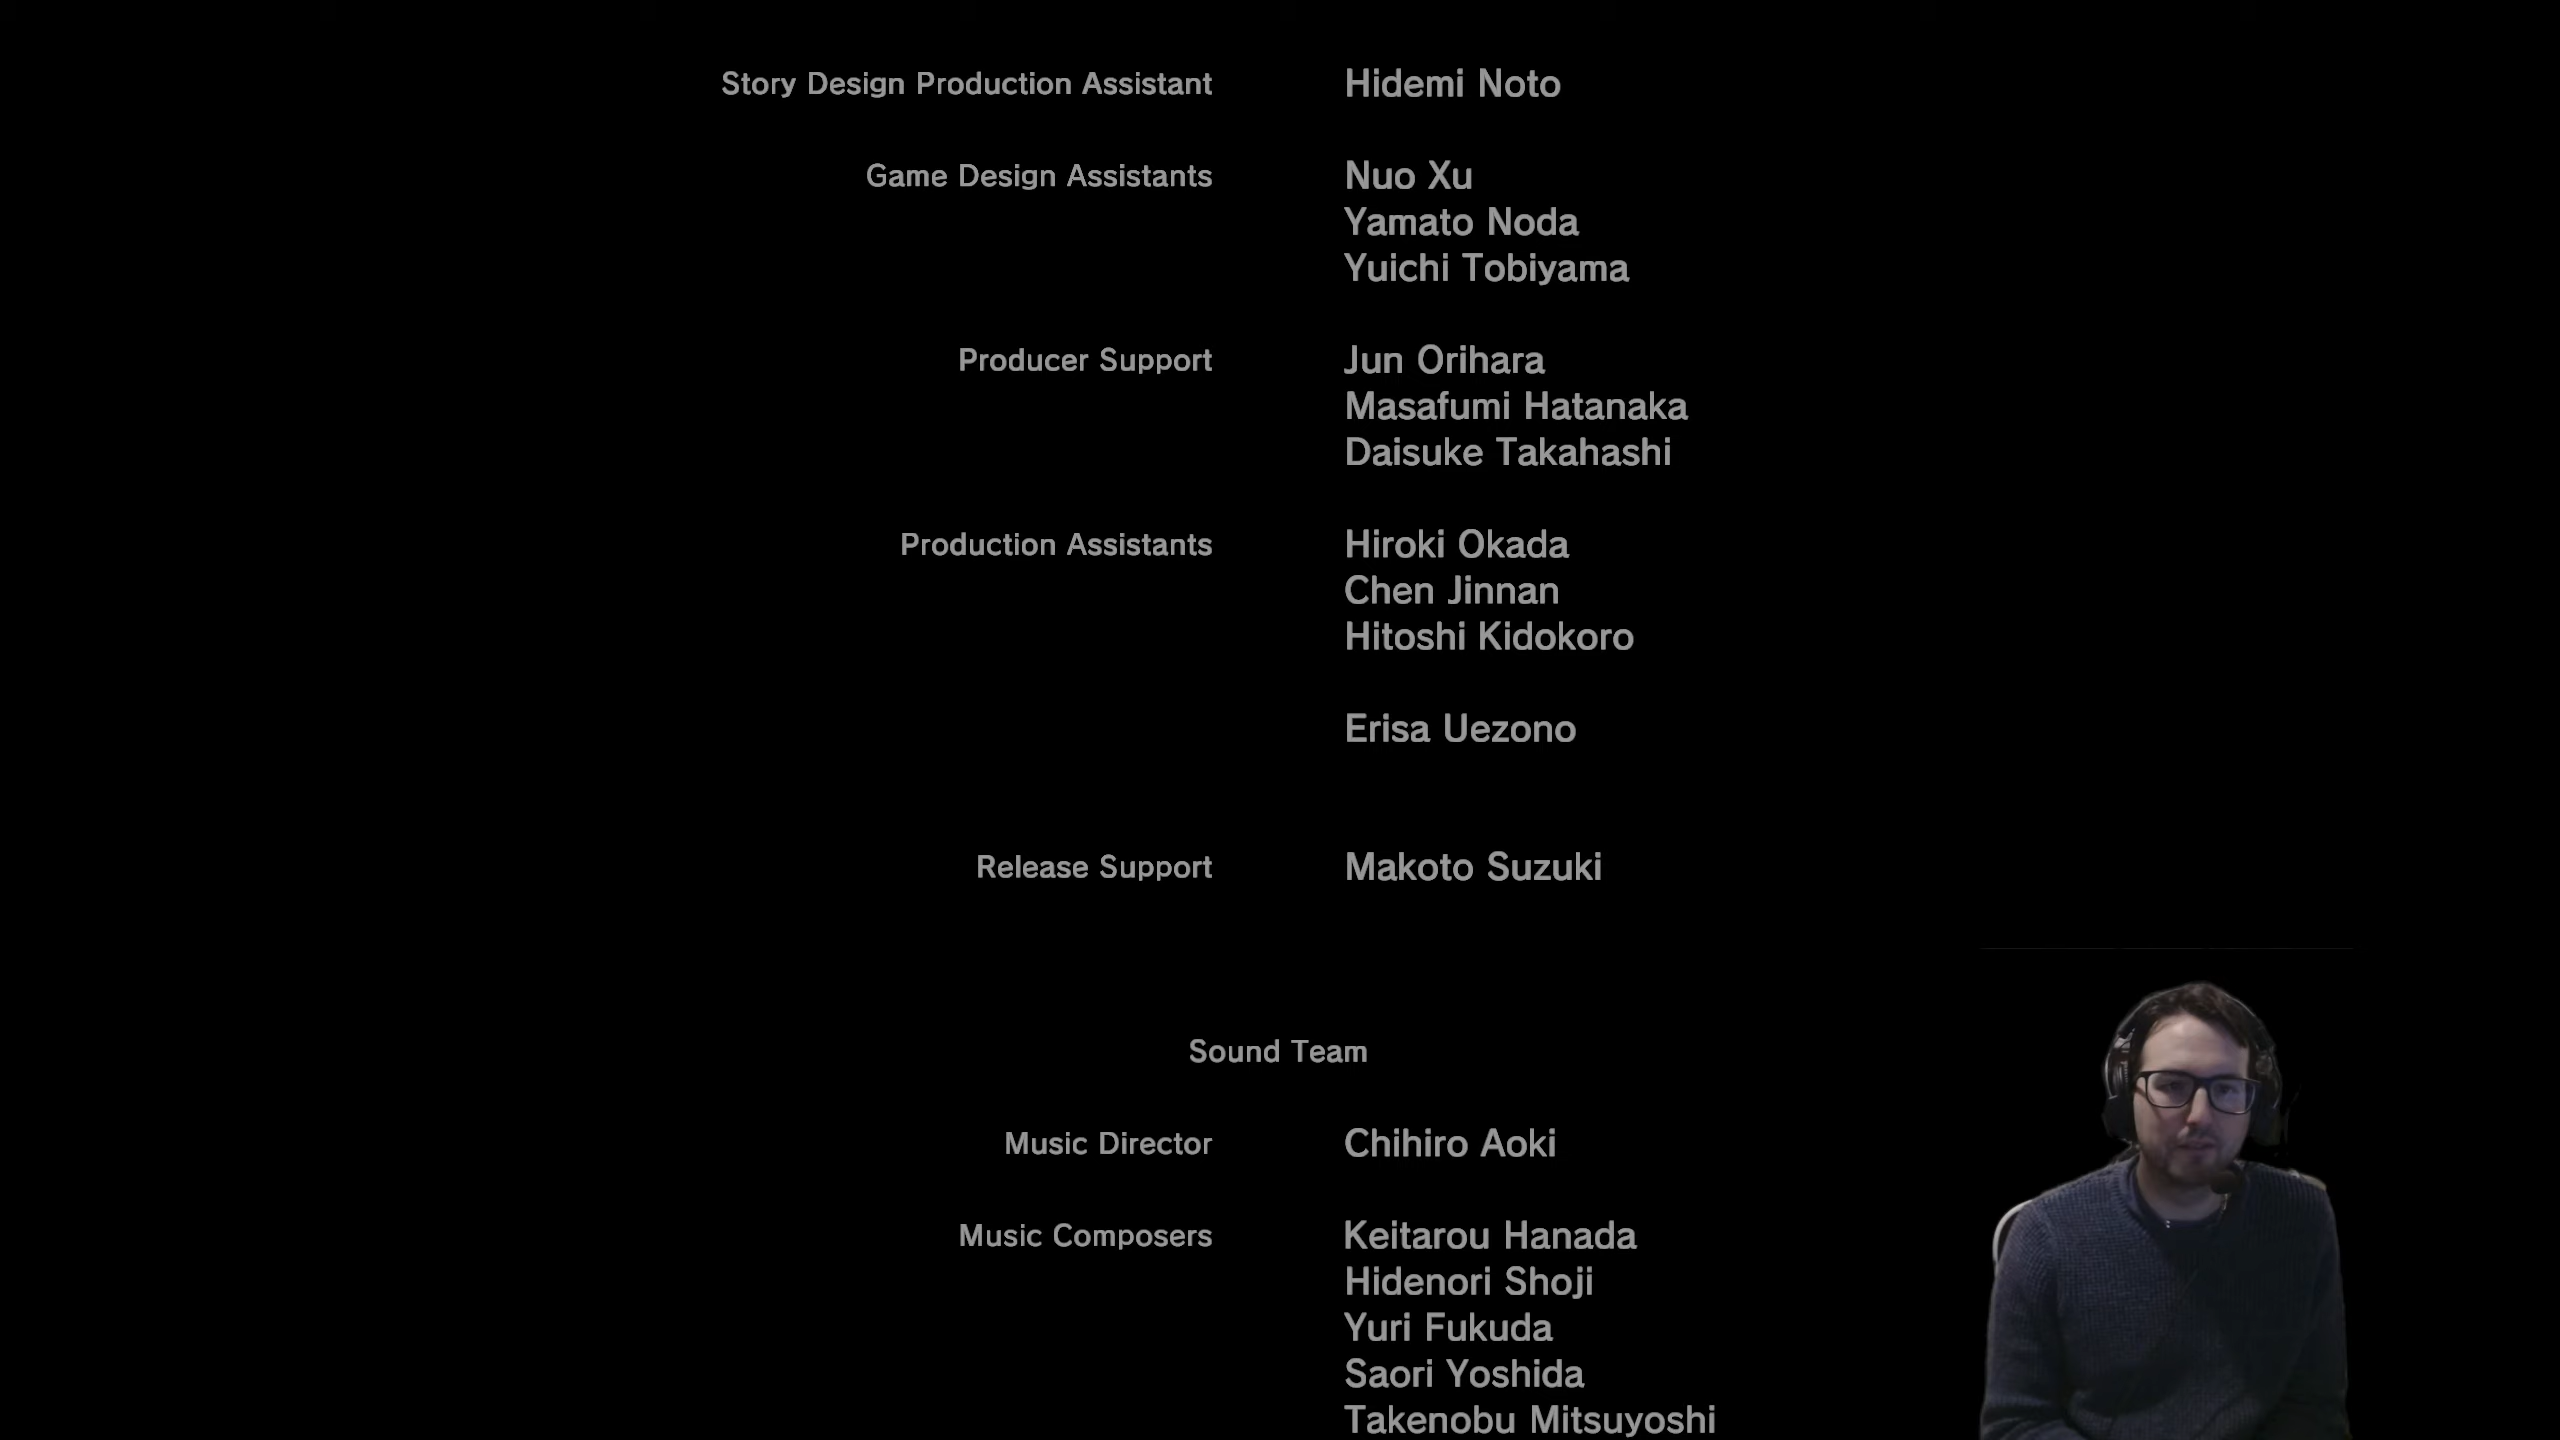 Story Design Production Assistant Hidemi Noto
Game Design Assistants Nuo Xu
Yamato Noda
Yuichi Tobiyama
Producer Support Jun Orihara
Masafumi Hatanaka
Daisuke Takahashi
Production Assistants Hiroki Okada
Chen Jinnan
Hitoshi Kidokoro
Erisa Uezono
Release Support Makoto Suzuki
Sound Team
Music Director Chihiro Aoki
Music Composers Keitarou Hanada
Hidenori Shoji
Yuri Fukuda
Saori Yoshida
Takenobu Mitsuyoshi